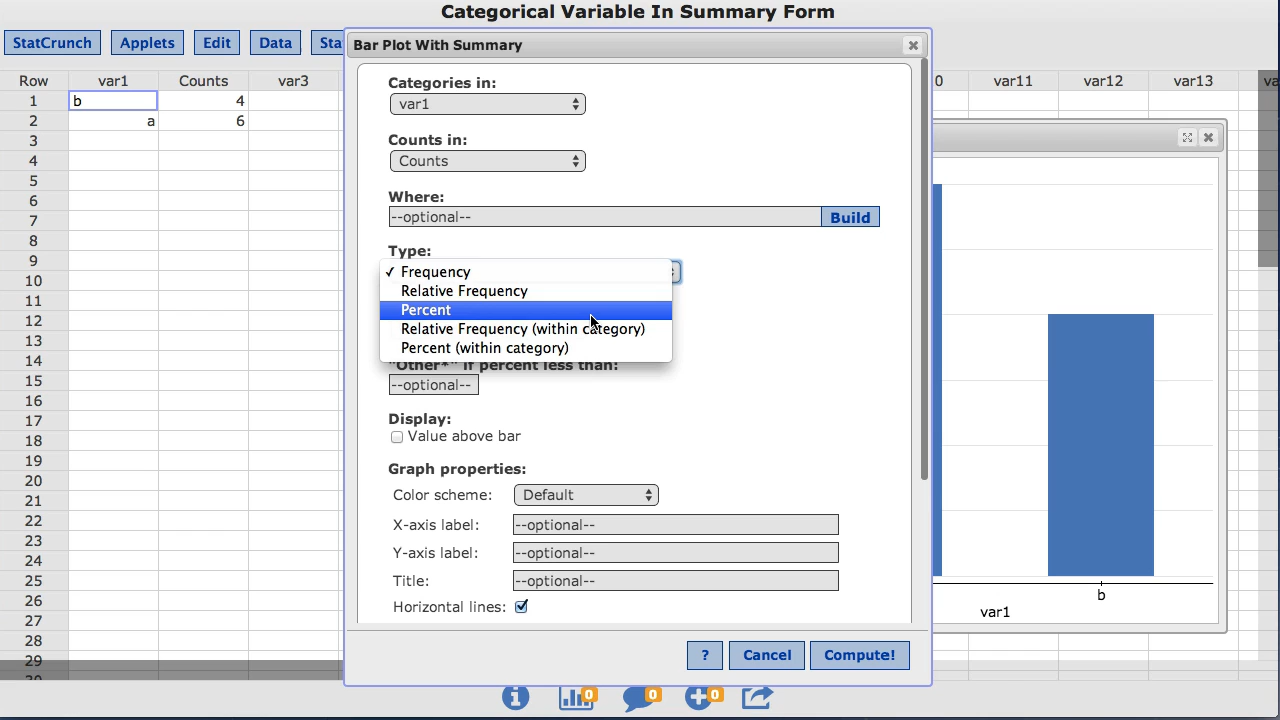 Categorical Variable In Summary Form
StatCrunch Applets Edit Data Sta
Bar Plot With Summary
Row var1 Counts var3 0 var11 var12 var13 va
1 b 4
2 a 6
3
4
5
6
7
8
9
10
11
12
13
14
15
16
17
18
19
20
21
22
23
24
25
26
27
28
29
30
Categories in:
var1
Counts in:
Counts
Where:
--optional-- Build
Type:
✓ Frequency
Relative Frequency
Percent
Relative Frequency (within category)
Percent (within category)
"Other*" if percent less than:
--optional--
Display:
Value above bar
Graph properties:
Color scheme: Default
X-axis label: --optional--
Y-axis label: --optional--
Title: --optional--
Horizontal lines:
? Cancel Compute!
b
var1
0 0 0